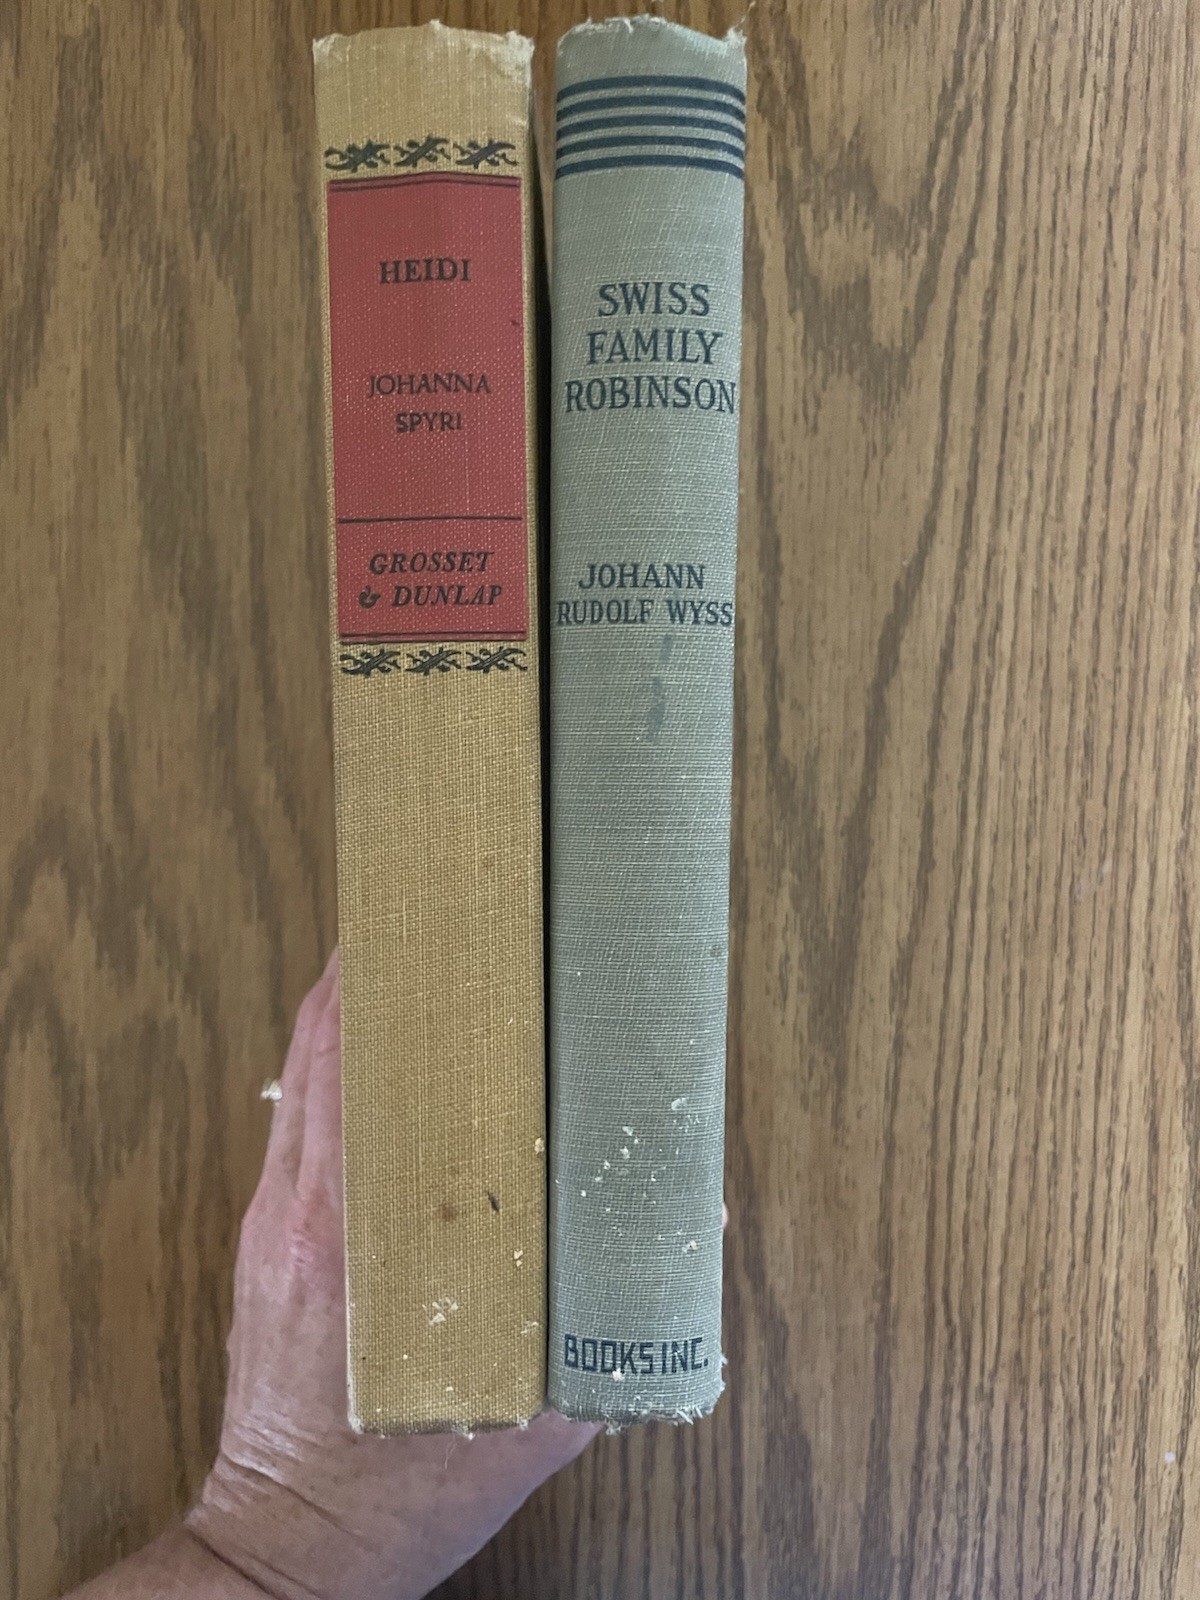 HEIDI
JOHANNA
SPYRI
GROSSET
& DUNLAP
SWISS
FAMILY
ROBINSON
JOHANN
RUDOLF WYSS
BOOKS INC.